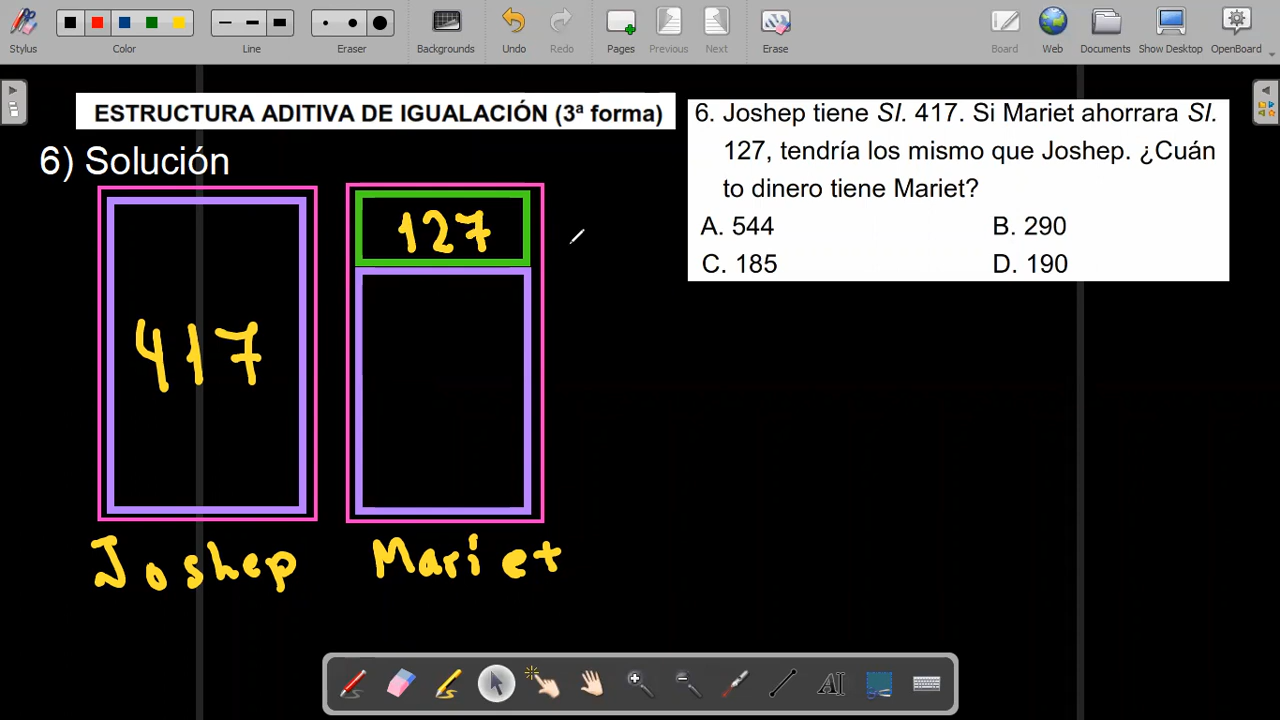 Stylus Color Line Eraser Backgrounds Undo Redo Pages Previous Next Erase Board Web Documents Show Desktop OpenBoard
ESTRUCTURA ADITIVA DE IGUALACIÓN (3ª forma)
6) Solución
127
417
Joshep Mariet
6. Joshep tiene S/. 417. Si Mariet ahorrara S/.
127, tendría los mismo que Joshep. ¿Cuán
to dinero tiene Mariet?
A. 544 B. 290
C. 185 D. 190